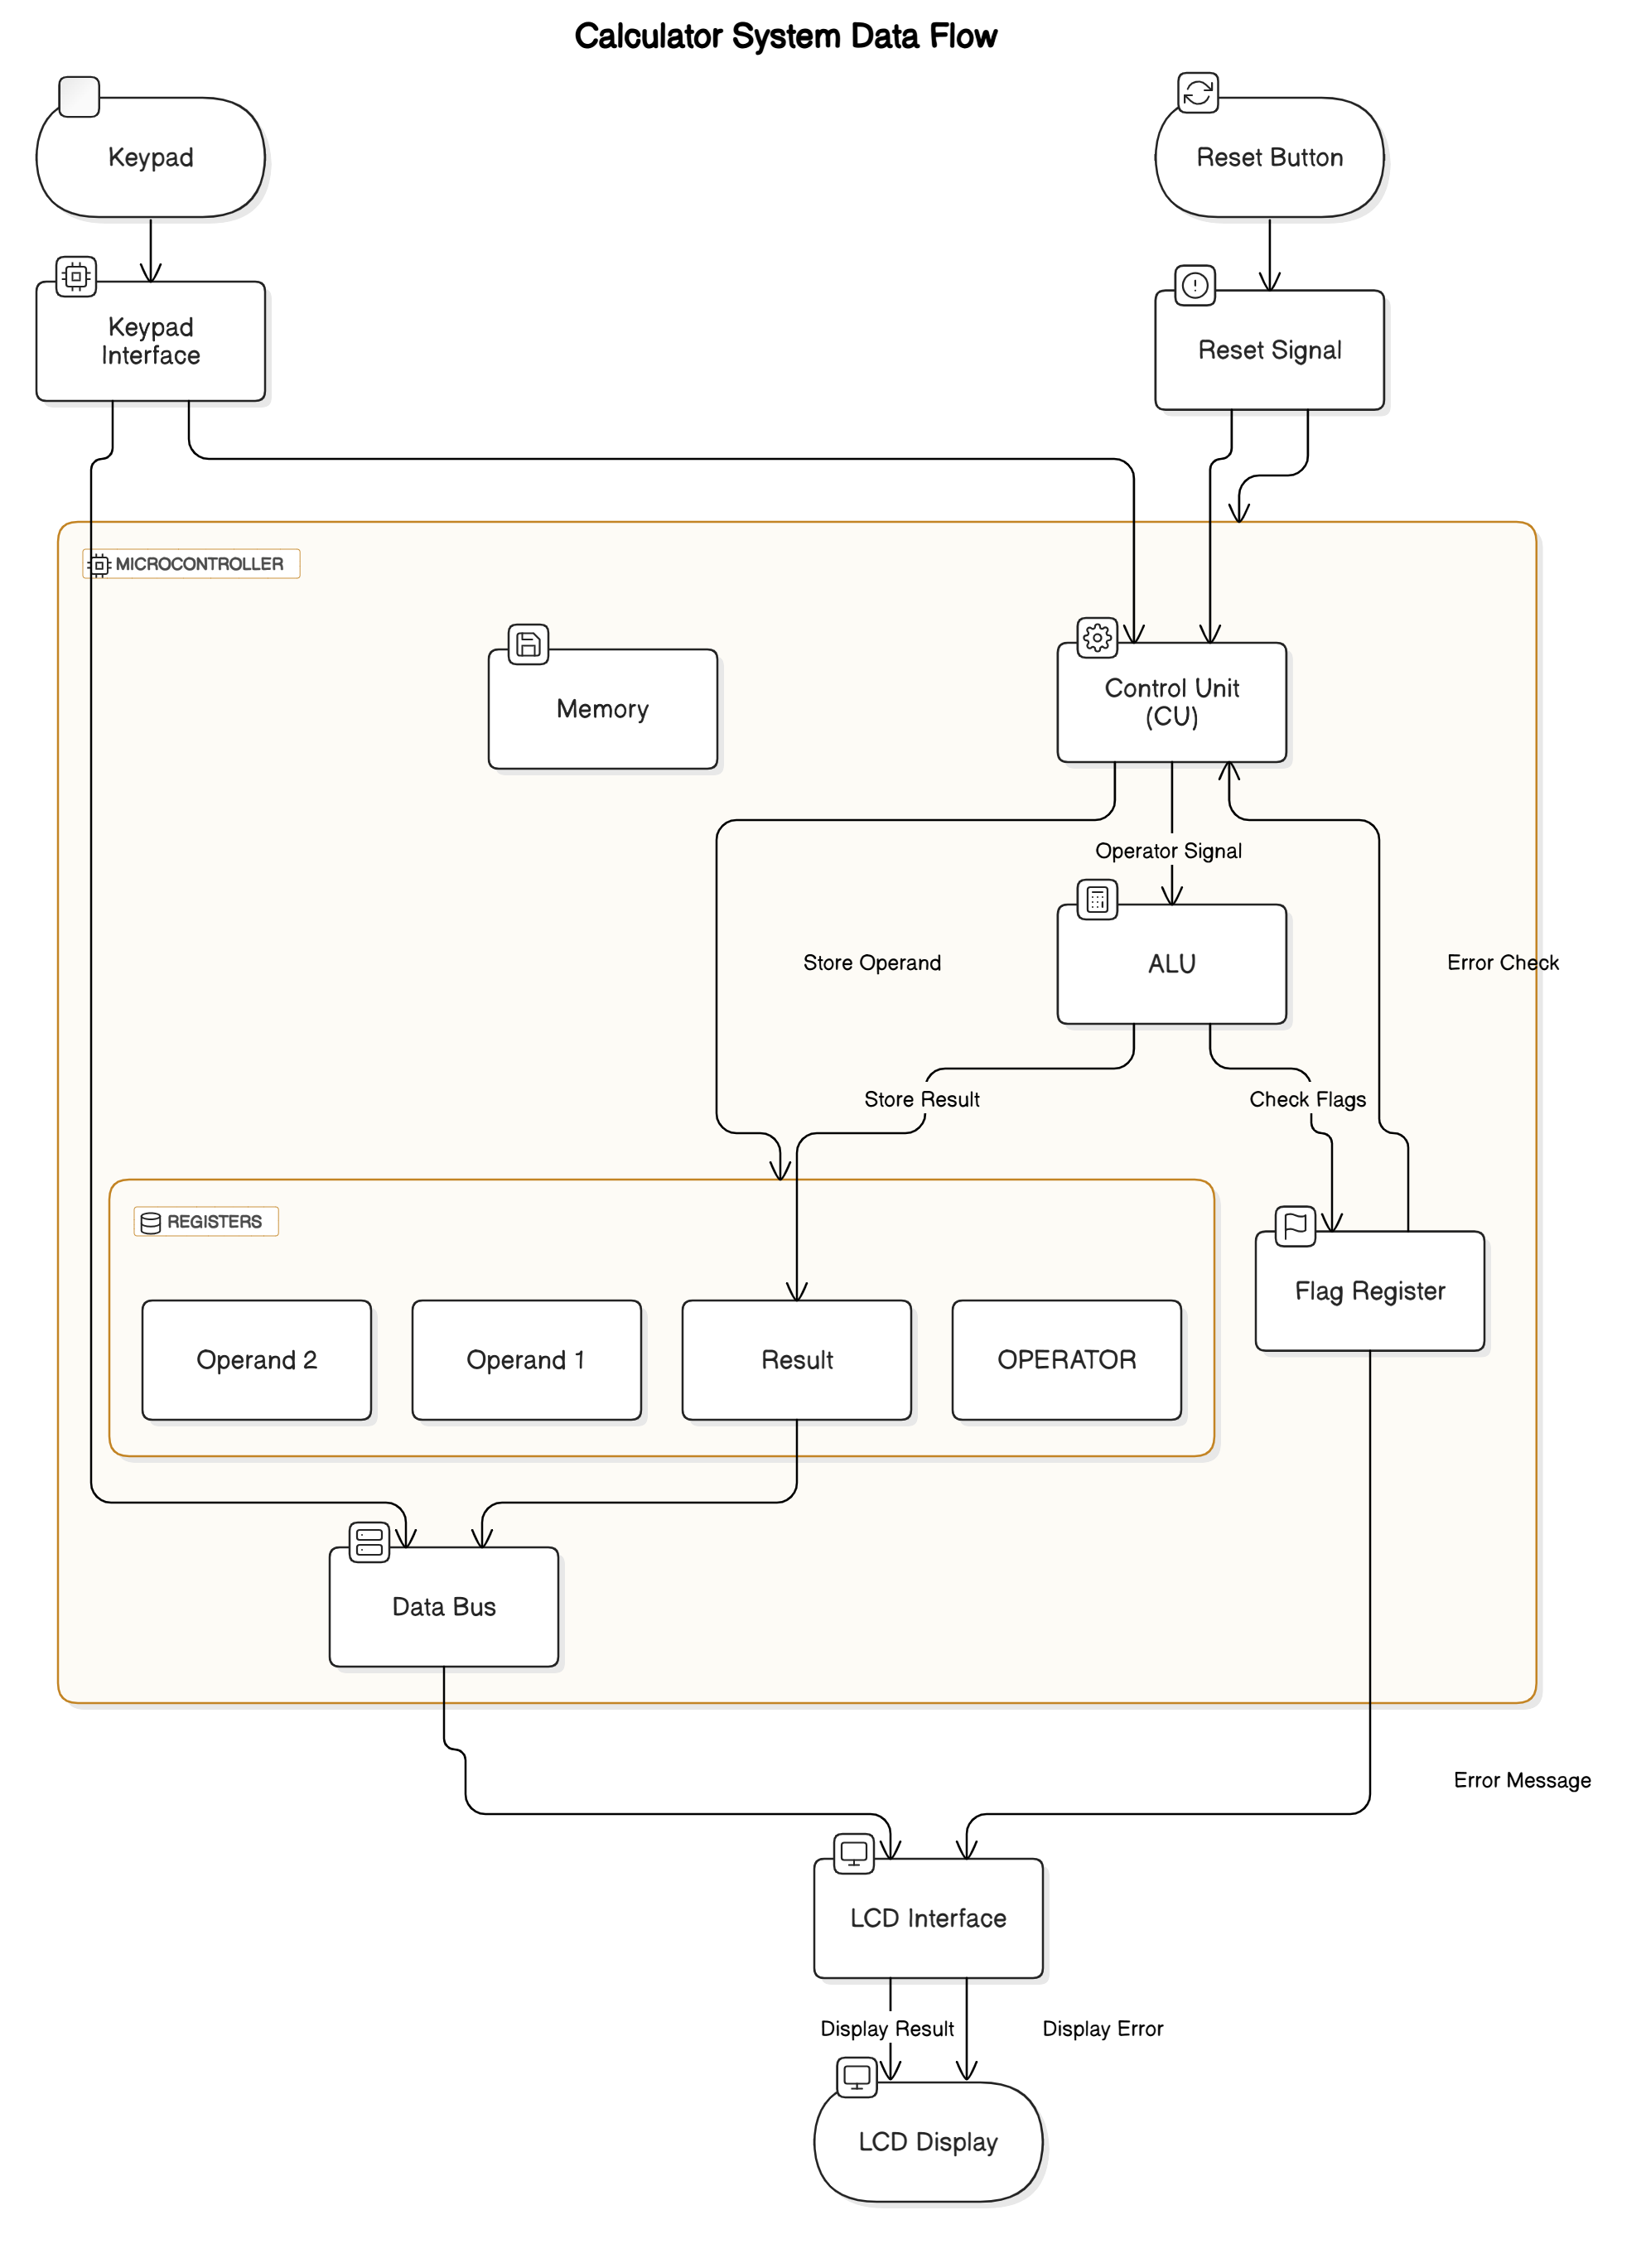 Calculator System Data Flow
Keypad
Reset Button
Keypad
Interface
Reset Signal
MICROCONTROLLER
Memory
Control Unit
(CU)
Operator Signal
Store Operand
ALU
Error Check
Store Result
Check Flags
REGISTERS
Flag Register
Operand 2
Operand 1
Result
OPERATOR
Data Bus
Error Message
LCD Interface
Display Result
Display Error
LCD Display